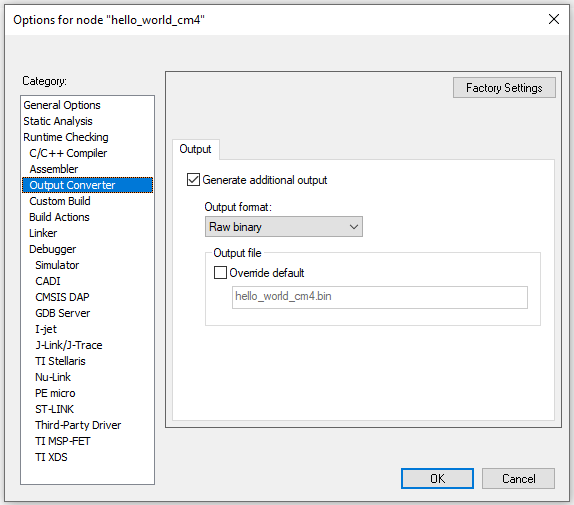 Options for node "hello_world_cm4"
Category:
Factory Settings
General Options
Static Analysis
Runtime Checking
C/C++ Compiler
Assembler
Output Converter
Custom Build
Build Actions
Linker
Debugger
Simulator
CADI
CMSIS DAP
GDB Server
I-jet
J-Link/J-Trace
TI Stellaris
Nu-Link
PE micro
ST-LINK
Third-Party Driver
TI MSP-FET
TI XDS
Output
Generate additional output
Output format:
Raw binary
Output file
Override default
hello_world_cm4.bin
OK
Cancel